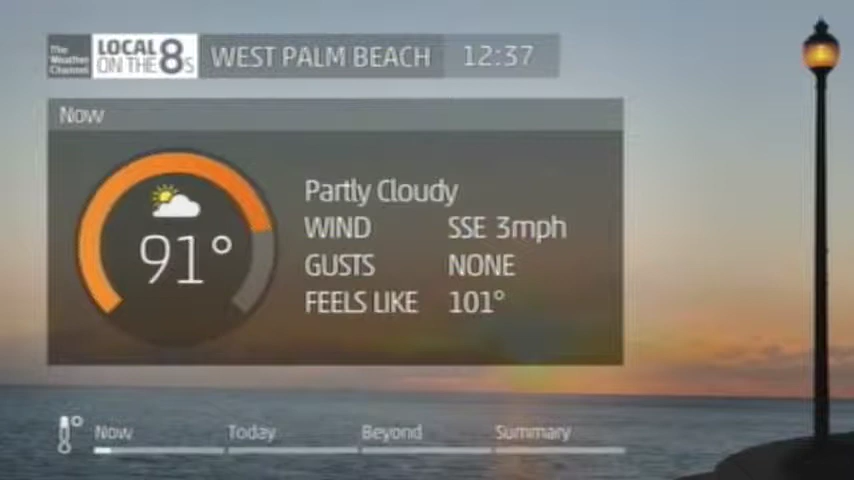 The Weather Channel
LOCAL ON THE 8s
WEST PALM BEACH 12:37
Now
91°
Partly Cloudy
WIND SSE 3mph
GUSTS NONE
FEELS LIKE 101°
Now Today Beyond Summary